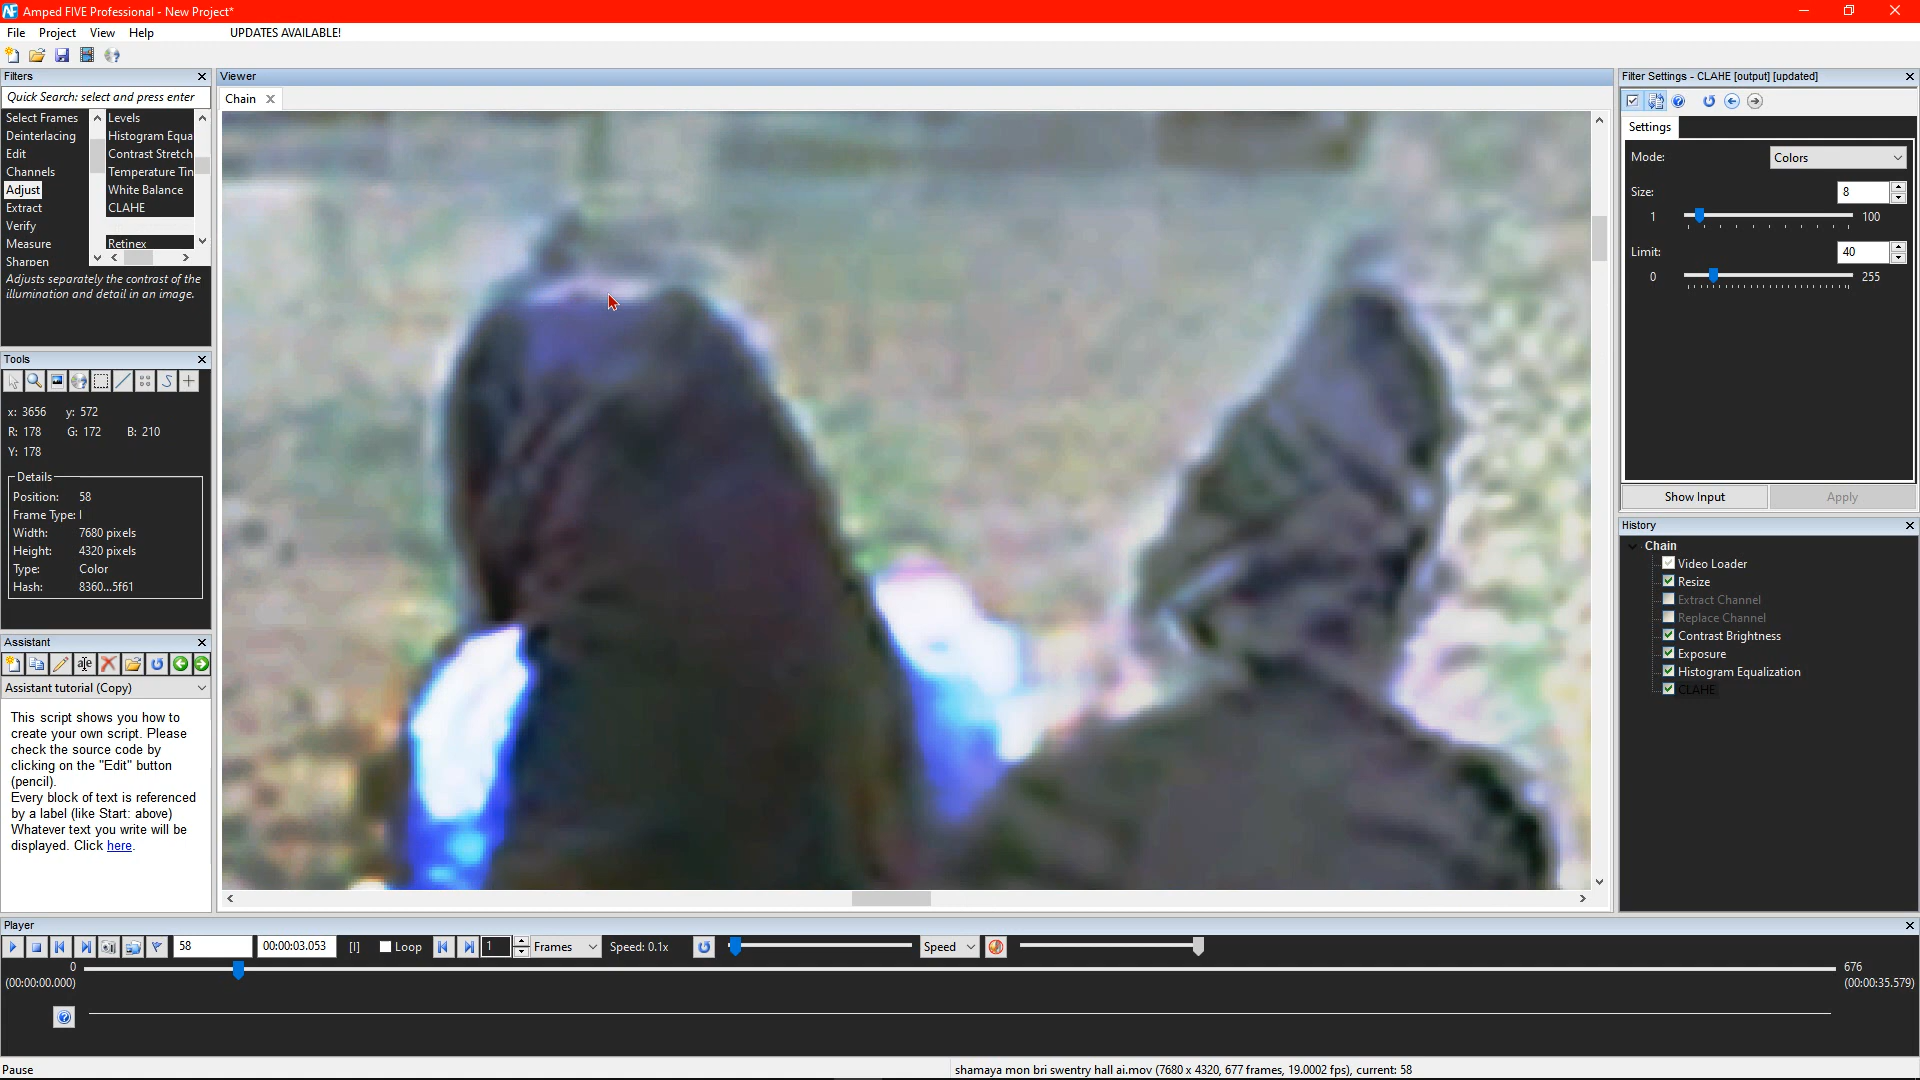 Amped FIVE Professional - New Project*
File Project View Help UPDATES AVAILABLE!
Filters
Quick Search: select and press enter
Select Frames
Deinterlacing
Edit
Channels
Adjust
Extract
Verify
Measure
Sharpen
Levels
Histogram Equa
Contrast Stretch
Temperature Tin
White Balance
CLAHE
Retinex
Adjusts separately the contrast of the
illumination and detail in an image.
Tools
x: 3656 y: 572
R: 178 G: 172 B: 210
Y: 178
Details
Position: 58
Frame Type: I
Width: 7680 pixels
Height: 4320 pixels
Type: Color
Hash: 8360...5f61
Assistant
Assistant tutorial (Copy)
This script shows you how to
create your own script. Please
check the source code by
clicking on the "Edit" button
(pencil).
Every block of text is referenced
by a label (like Start: above)
Whatever text you write will be
displayed. Click here.
Viewer
Chain
Filter Settings - CLAHE [output] [updated]
Settings
Mode: Colors
Size: 8
1 100
Limit: 40
0 255
Show Input Apply
History
Chain
Video Loader
Resize
Extract Channel
Replace Channel
Contrast Brightness
Exposure
Histogram Equalization
CLAHE
Player
58 00:00:03.053 [I] Loop 1 Frames Speed: 0.1x Speed
0 676
(00:00:00.000) (00:00:35.579)
Pause shamaya mon bri swentry hall ai.mov (7680 x 4320, 677 frames, 19.0002 fps), current: 58